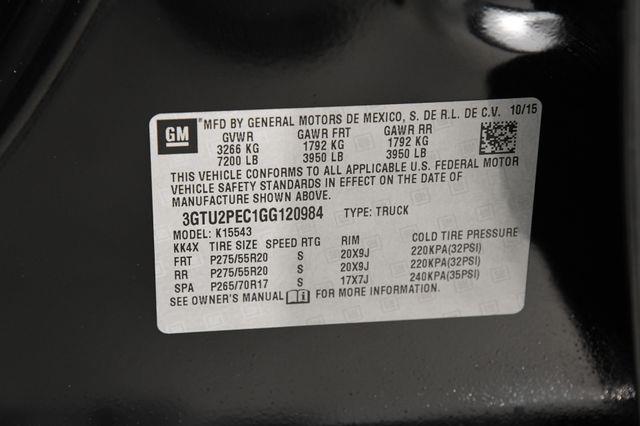 GM ® MFD BY GENERAL MOTORS DE MEXICO, S. DE R.L. DE C.V. 10/15
GVWR GAWR FRT GAWR RR
3266 KG 1792 KG 1792 KG
7200 LB 3950 LB 3950 LB
THIS VEHICLE CONFORMS TO ALL APPLICABLE U.S. FEDERAL MOTOR
VEHICLE SAFETY STANDARDS IN EFFECT ON THE DATE OF
MANUFACTURE SHOWN ABOVE.
3GTU2PEC1GG120984 TYPE: TRUCK
MODEL: K15543
KK4X TIRE SIZE SPEED RTG RIM COLD TIRE PRESSURE
FRT P275/55R20 S 20X9J 220KPA(32PSI)
RR P275/55R20 S 20X9J 220KPA(32PSI)
SPA P265/70R17 S 17X7J 240KPA(35PSI)
SEE OWNER'S MANUAL FOR MORE INFORMATION.